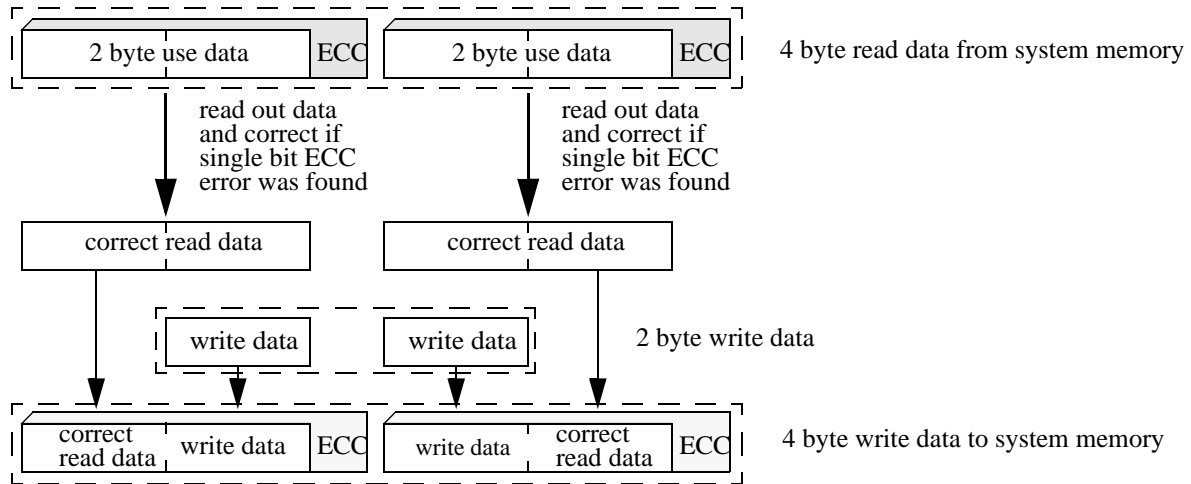 2 byte use data ECC 2 byte use data ECC 4 byte read data from system memory
read out data
and correct if
single bit ECC
error was found
read out data
and correct if
single bit ECC
error was found
correct read data correct read data
write data write data 2 byte write data
correct
read data
write data ECC
write data
correct
read data
ECC
4 byte write data to system memory